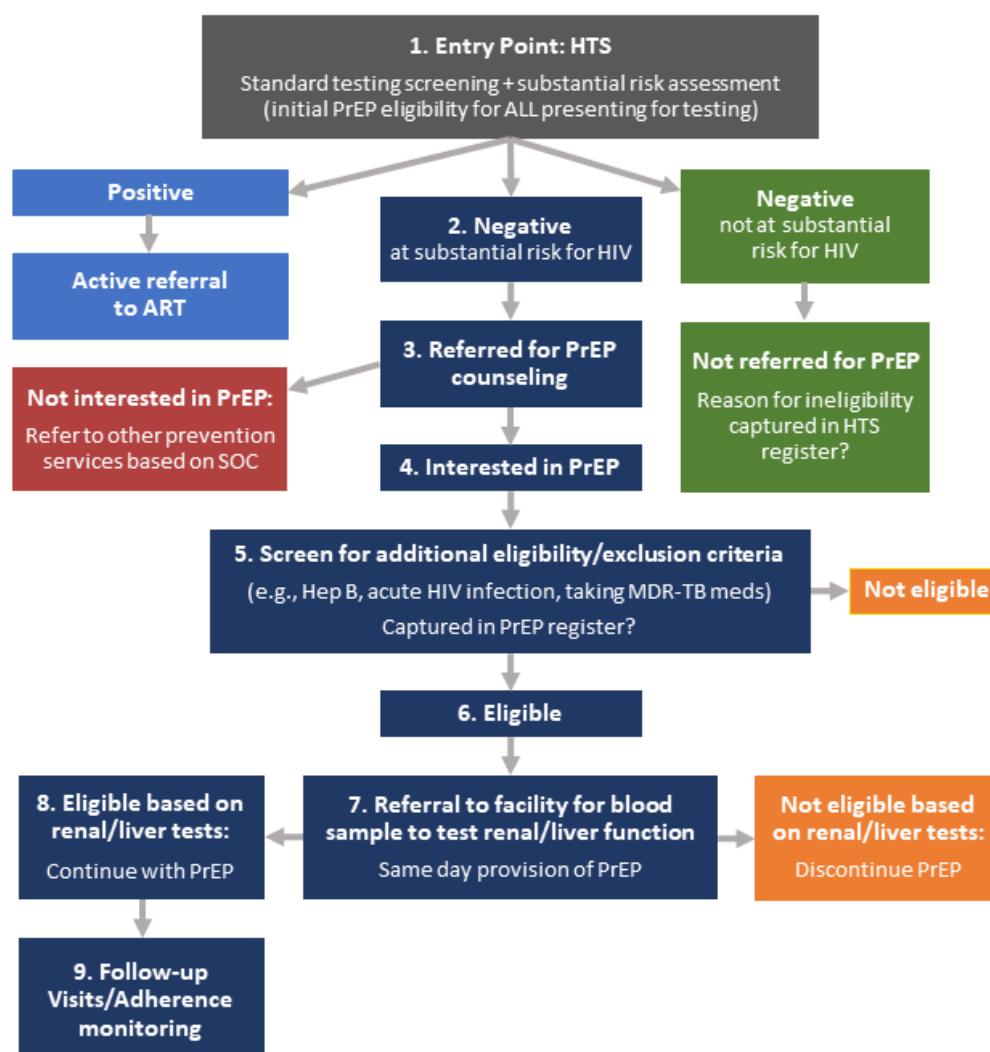 1. Entry Point: HTS
Standard testing screening + substantial risk assessment
(initial PrEP eligibility for ALL presenting for testing)
Positive
Active referral
to ART
2. Negative
at substantial risk for HIV
Negative
not at substantial
risk for HIV
3. Referred for PrEP
counseling
Not referred for PrEP
Reason for ineligibility
captured in HTS
register?
Not interested in PrEP:
Refer to other prevention
services based on SOC
4. Interested in PrEP
5. Screen for additional eligibility/exclusion criteria
(e.g., Hep B, acute HIV infection, taking MDR-TB meds)
Captured in PrEP register?
Not eligible
6. Eligible
8. Eligible based on
renal/liver tests:
Continue with PrEP
7. Referral to facility for blood
sample to test renal/liver function
Same day provision of PrEP
Not eligible based
on renal/liver tests:
Discontinue PrEP
9. Follow-up
Visits/Adherence
monitoring